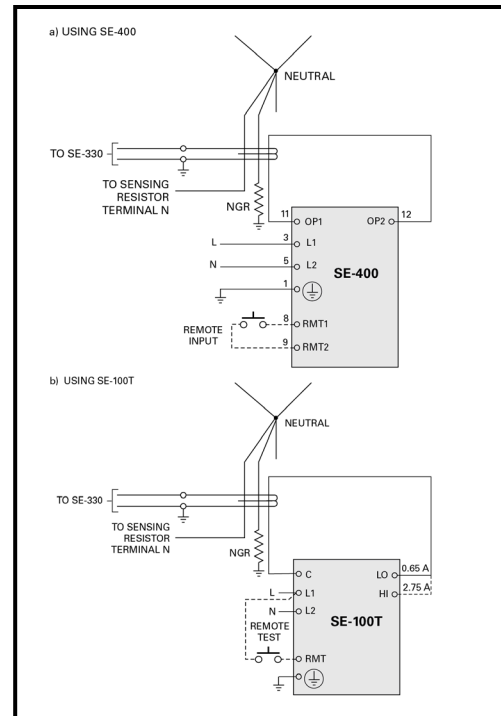 a) USING SE-400
NEUTRAL
TO SE-330
TO SENSING
RESISTOR
TERMINAL N
NGR
11
OP1
OP2
12
L
3
L1
N
5
L2
SE-400
1
REMOTE
INPUT
8
RMT1
9
RMT2
b) USING SE-100T
NEUTRAL
TO SE-330
TO SENSING
RESISTOR
TERMINAL N
NGR
C
LO
0.65 A
L
L1
HI
2.75 A
N
L2
SE-100T
REMOTE
TEST
RMT